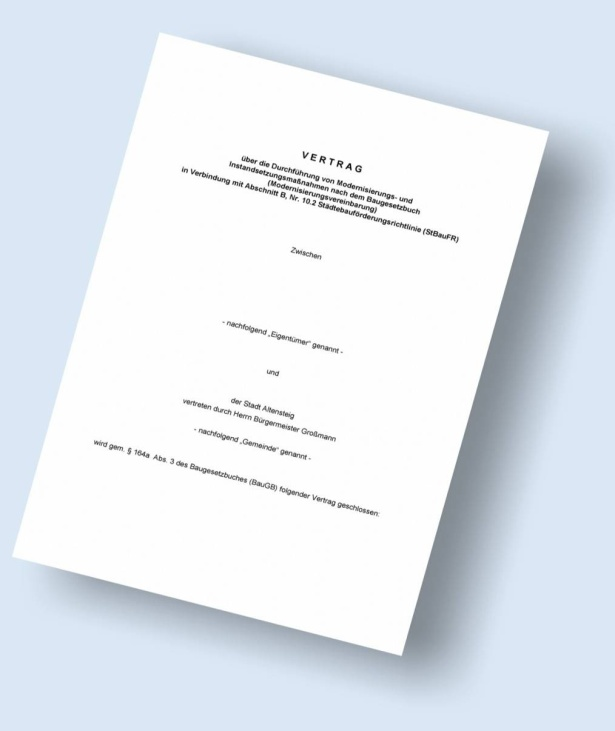 VERTRAG
über die Durchführung von Modernisierungs- und
Instandsetzungsmaßnahmen nach dem Baugesetzbuch
(Modernisierungsvereinbarung)
in Verbindung mit Abschnitt B, Nr. 10.2 Städtebauförderungsrichtlinie (StBauFR)
Zwischen
- nachfolgend „Eigentümer“ genannt -
und
der Stadt Altensteig
vertreten durch Herrn Bürgermeister Großmann
- nachfolgend „Gemeinde“ genannt -
wird gem. § 164a Abs. 3 des Baugesetzbuches (BauGB) folgender Vertrag geschlossen: